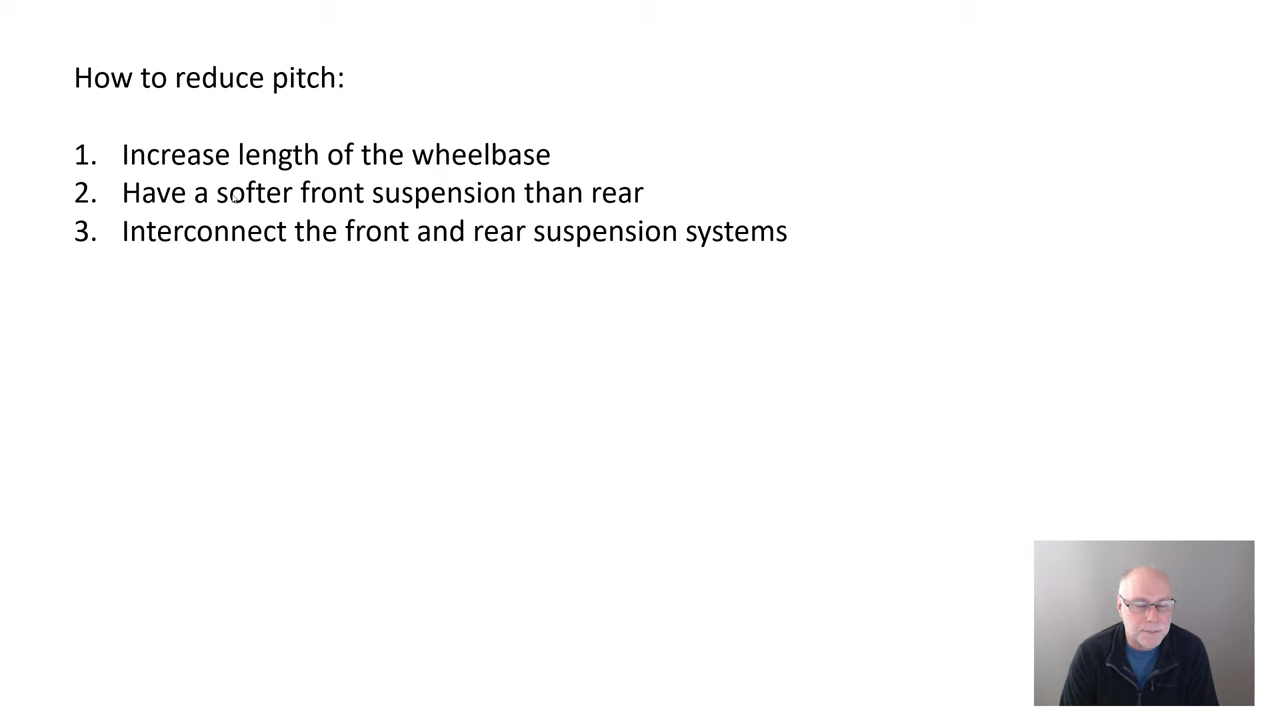 How to reduce pitch:
1. Increase length of the wheelbase
2. Have a softer front suspension than rear
3. Interconnect the front and rear suspension systems